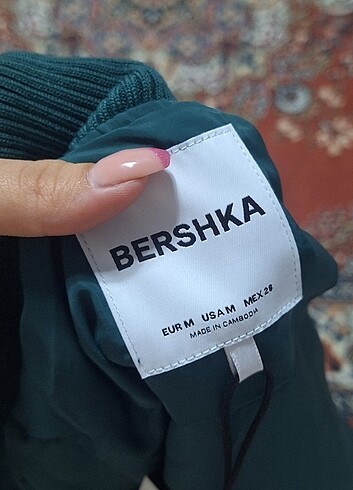 BERSHKA
EUR M USA M MEX 28
MADE IN CAMBODIA